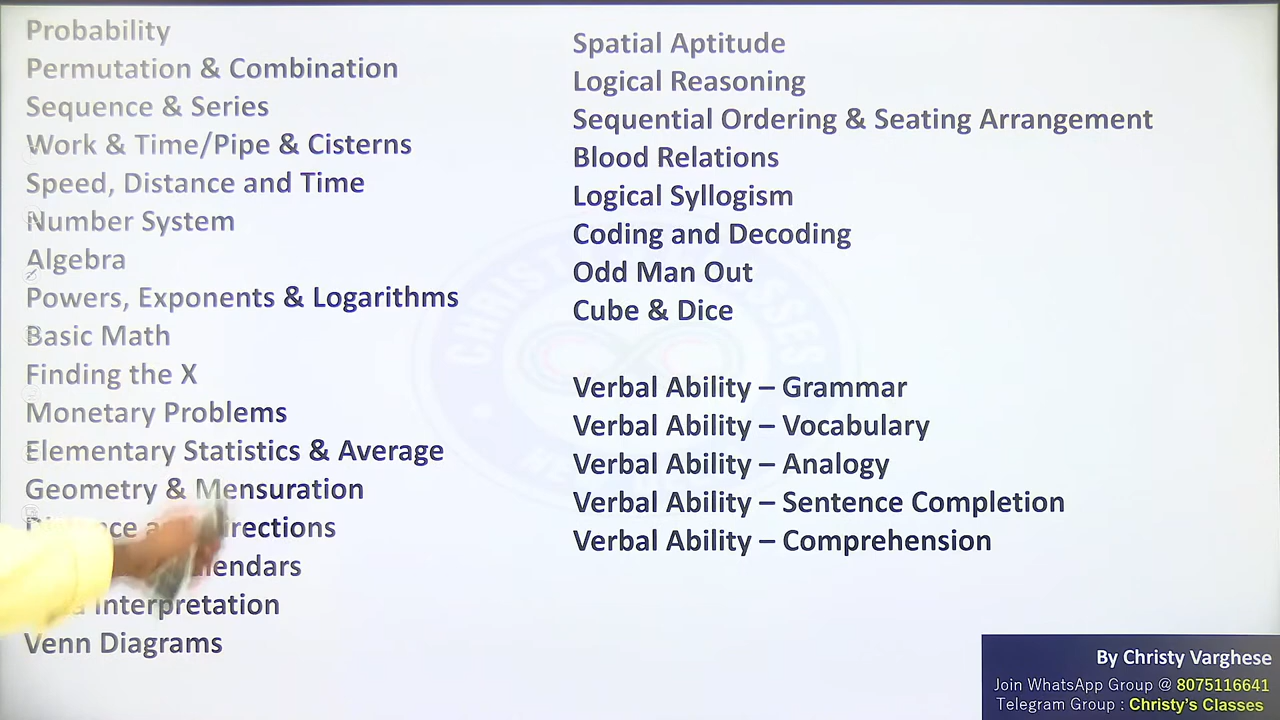 Probability
Permutation & Combination
Sequence & Series
Work & Time/Pipe & Cisterns
Speed, Distance and Time
Number System
Algebra
Powers, Exponents & Logarithms
Basic Math
Finding the X
Monetary Problems
Elementary Statistics & Average
Geometry & Mensuration
Interpretation
Venn Diagrams
Spatial Aptitude
Logical Reasoning
Sequential Ordering & Seating Arrangement
Blood Relations
Logical Syllogism
Coding and Decoding
Odd Man Out
Cube & Dice
Verbal Ability – Grammar
Verbal Ability – Vocabulary
Verbal Ability – Analogy
Verbal Ability – Sentence Completion
Verbal Ability – Comprehension
By Christy Varghese
Join WhatsApp Group @ 8075116641
Telegram Group : Christy's Classes